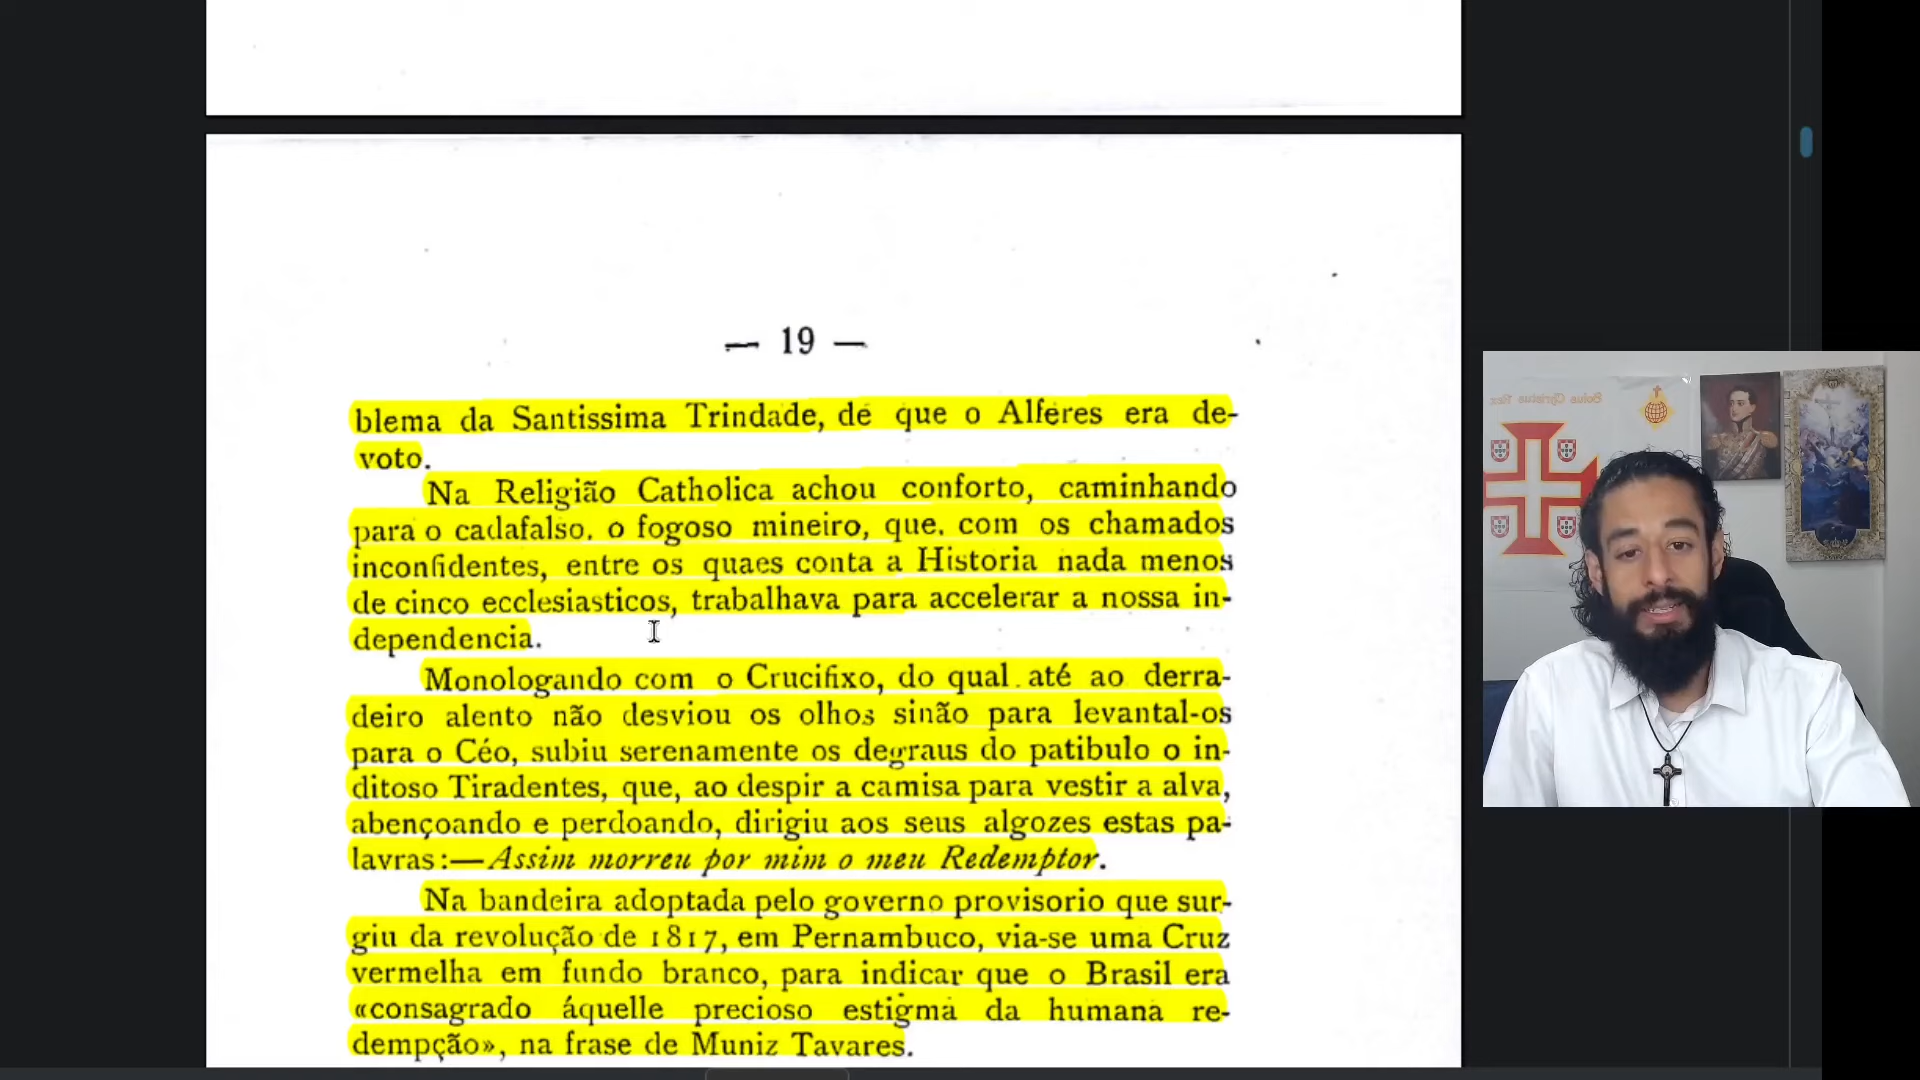 — 19 —
blema da Santissima Trindade, de que o Alferes era de-
voto.
Na Religião Catholica achou conforto, caminhando
para o cadafalso, o fogoso mineiro, que, com os chamados
inconfidentes, entre os quaes conta a Historia nada menos
de cinco ecclesiasticos, trabalhava para accelerar a nossa in-
dependencia.
Monologando com o Crucifixo, do qual até ao derra-
deiro alento não desviou os olhos sinão para levantal-os
para o Céo, subiu serenamente os degraus do patibulo o in-
ditoso Tiradentes, que, ao despir a camisa para vestir a alva,
abençoando e perdoando, dirigiu aos seus algozes estas pa-
lavras:—Assim morreu por mim o meu Redemptor.
Na bandeira adoptada pelo governo provisorio que sur-
giu da revolução de 1817, em Pernambuco, via-se uma Cruz
vermelha em fundo branco, para indicar que o Brasil era
«consagrado áquelle precioso estigma da humana re-
dempção», na frase de Muniz Tavares.